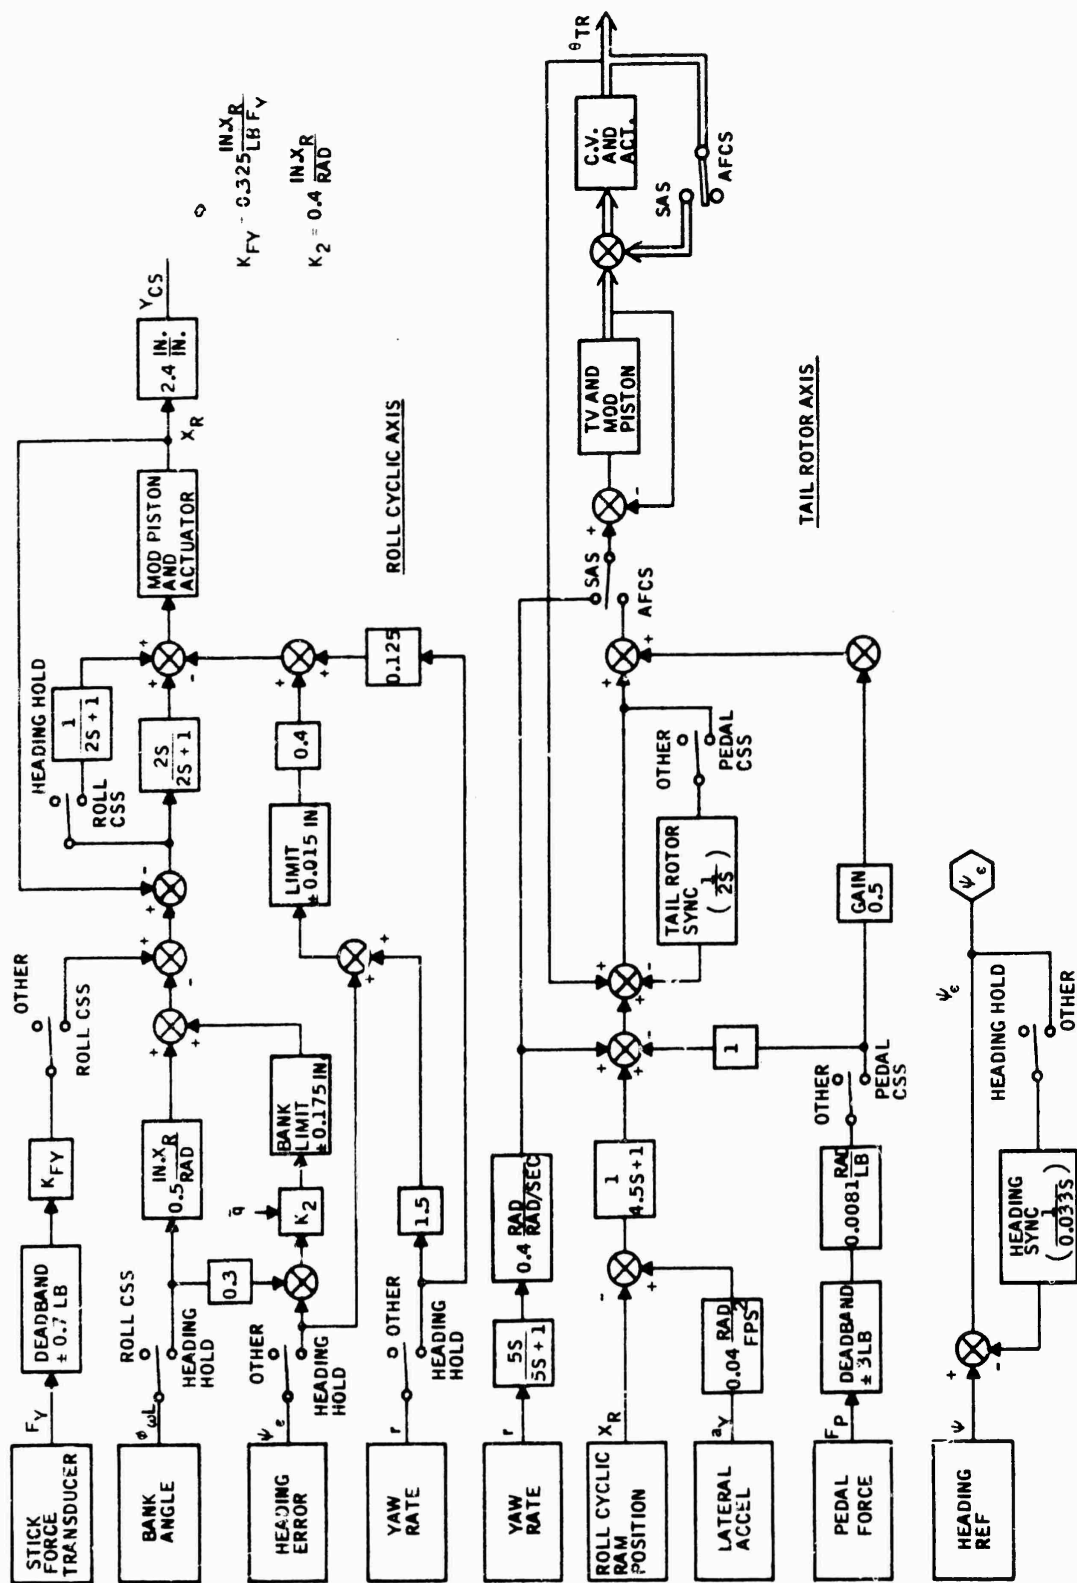 STICK
FORCE
TRANSDUCER
F_Y
DEADBAND
± 0.7 LB
K_FY
OTHER
ROLL CSS
BANK
ANGLE
ϕ_ωL
ROLL CSS
HEADING
HOLD
0.5 IN.X_R/RAD
0.3
HEADING
ERROR
ψ_e
OTHER
HEADING
HOLD
q̄
K_2
BANK
LIMIT
± 0.175 IN
YAW
RATE
r
OTHER
HEADING
HOLD
1.5
LIMIT
± 0.015 IN
0.4
0.125
HEADING HOLD
ROLL
CSS
1/2S + 1
2S/2S + 1
MOD PISTON
AND
ACTUATOR
X_R
2.4 IN./IN.
Y_CS
K_FY = 0.325 IN.X_R/LB F_Y
K_2 = 0.4 IN.X_R/RAD
ROLL CYCLIC AXIS
YAW
RATE
r
5S/5S + 1
0.4 RAD/RAD/SEC
ROLL CYCLIC
RAM
POSITION
X_R
1/4.5S+1
LATERAL
ACCEL
a_Y
0.04 RAD/FPS²
PEDAL
FORCE
F_P
DEADBAND
± 3LB
0.0081 RAD/LB
OTHER
PEDAL
CSS
1
GAIN
0.5
TAIL ROTOR
SYNC
(1/2S)
OTHER
PEDAL
CSS
SAS
AFCS
TV AND
MOD
PISTON
C.V.
AND
ACT.
θ_TR
SAS
AFCS
TAIL ROTOR AXIS
HEADING
REF
ψ
HEADING
SYNC
(1/0.033S)
HEADING HOLD
OTHER
ψ_ϵ
ψ_ϵ